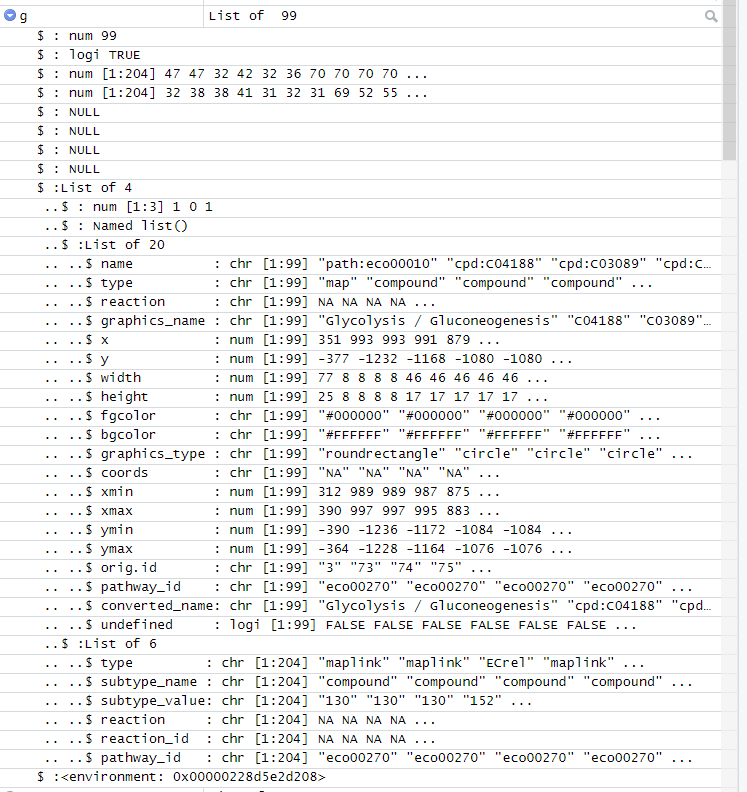 g List of  99
$ : num 99
$ : logi TRUE
$ : num [1:204] 47 47 32 42 32 36 70 70 70 70 ...
$ : num [1:204] 32 38 38 41 31 32 31 69 52 55 ...
$ : NULL
$ : NULL
$ : NULL
$ : NULL
$ :List of 4
..$ : num [1:3] 1 0 1
..$ : Named list()
..$ :List of 20
.. ..$ name          : chr [1:99] "path:eco00010" "cpd:C04188" "cpd:C03089" "cpd:C…
.. ..$ type          : chr [1:99] "map" "compound" "compound" "compound" ...
.. ..$ reaction      : chr [1:99] NA NA NA NA ...
.. ..$ graphics_name : chr [1:99] "Glycolysis / Gluconeogenesis" "C04188" "C03089"…
.. ..$ x             : num [1:99] 351 993 993 991 879 ...
.. ..$ y             : num [1:99] -377 -1232 -1168 -1080 -1080 ...
.. ..$ width         : num [1:99] 77 8 8 8 8 46 46 46 46 46 ...
.. ..$ height        : num [1:99] 25 8 8 8 8 17 17 17 17 17 ...
.. ..$ fgcolor       : chr [1:99] "#000000" "#000000" "#000000" "#000000" ...
.. ..$ bgcolor       : chr [1:99] "#FFFFFF" "#FFFFFF" "#FFFFFF" "#FFFFFF" ...
.. ..$ graphics_type : chr [1:99] "roundrectangle" "circle" "circle" "circle" ...
.. ..$ coords        : chr [1:99] "NA" "NA" "NA" "NA" ...
.. ..$ xmin          : num [1:99] 312 989 989 987 875 ...
.. ..$ xmax          : num [1:99] 390 997 997 995 883 ...
.. ..$ ymin          : num [1:99] -390 -1236 -1172 -1084 -1084 ...
.. ..$ ymax          : num [1:99] -364 -1228 -1164 -1076 -1076 ...
.. ..$ orig.id       : chr [1:99] "3" "73" "74" "75" ...
.. ..$ pathway_id    : chr [1:99] "eco00270" "eco00270" "eco00270" "eco00270" ...
.. ..$ converted_name: chr [1:99] "Glycolysis / Gluconeogenesis" "cpd:C04188" "cpd…
.. ..$ undefined     : logi [1:99] FALSE FALSE FALSE FALSE FALSE FALSE ...
..$ :List of 6
.. ..$ type         : chr [1:204] "maplink" "maplink" "ECrel" "maplink" ...
.. ..$ subtype_name : chr [1:204] "compound" "compound" "compound" "compound" ...
.. ..$ subtype_value: chr [1:204] "130" "130" "130" "152" ...
.. ..$ reaction     : chr [1:204] NA NA NA NA ...
.. ..$ reaction_id  : chr [1:204] NA NA NA NA ...
.. ..$ pathway_id   : chr [1:204] "eco00270" "eco00270" "eco00270" "eco00270" ...
$ :<environment: 0x00000228d5e2d208>